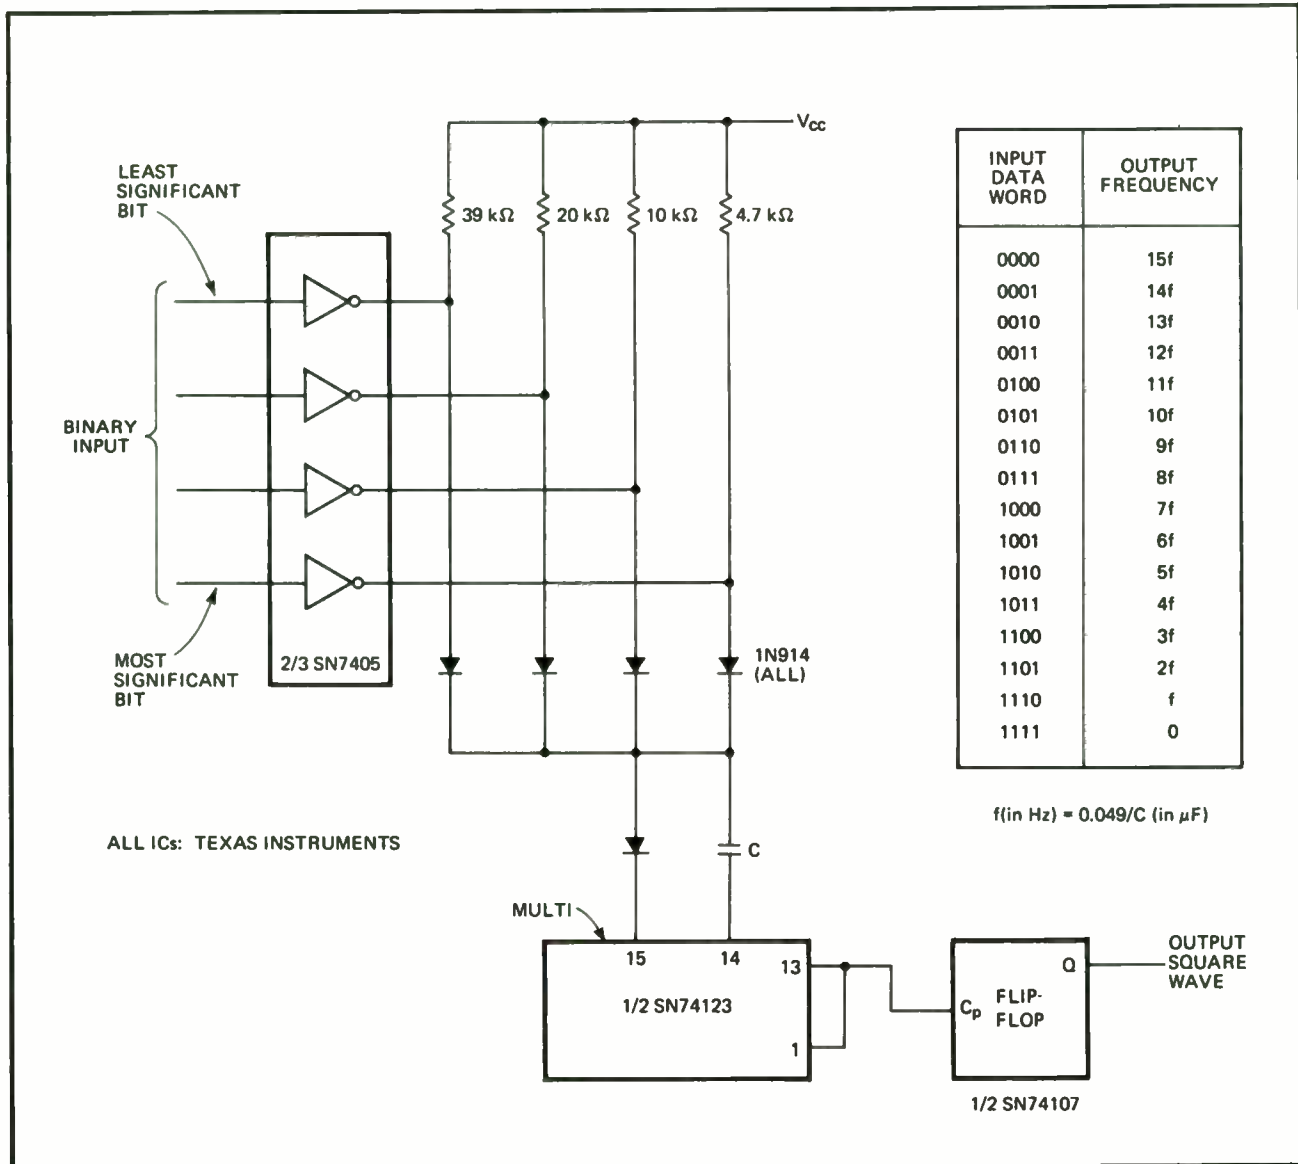 V_CC
LEAST
SIGNIFICANT
BIT
39 kΩ
20 kΩ
10 kΩ
4.7 kΩ
BINARY
INPUT
MOST
SIGNIFICANT
BIT
2/3 SN7405
1N914
(ALL)
ALL ICs: TEXAS INSTRUMENTS
C
MULTI
15
14
13
1/2 SN74123
1
C_p
FLIP-
FLOP
Q
OUTPUT
SQUARE
WAVE
1/2 SN74107
INPUT
DATA
WORD
OUTPUT
FREQUENCY
0000 15f
0001 14f
0010 13f
0011 12f
0100 11f
0101 10f
0110 9f
0111 8f
1000 7f
1001 6f
1010 5f
1011 4f
1100 3f
1101 2f
1110 f
1111 0
f(in Hz) = 0.049/C (in μF)